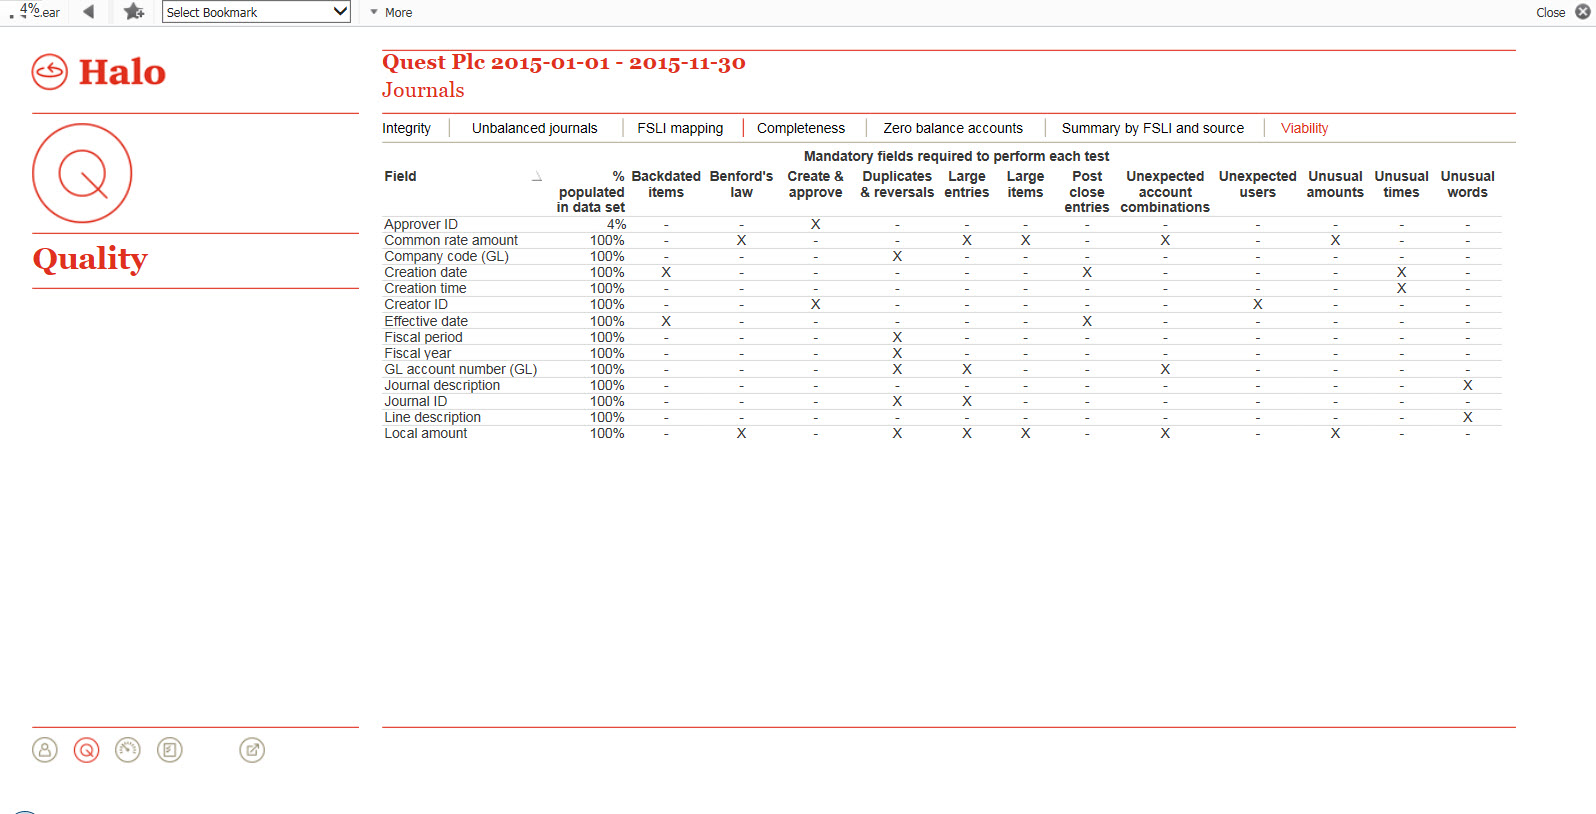 4%
Select Bookmark
More
Close
Halo
Quest Plc 2015-01-01 - 2015-11-30
Journals
Integrity Unbalanced journals FSLI mapping Completeness Zero balance accounts Summary by FSLI and source Viability
Quality
Mandatory fields required to perform each test
Field % populated in data set Backdated items Benford's law Create & approve Duplicates & reversals Large entries Large items Post close entries Unexpected account combinations Unexpected users Unusual amounts Unusual times Unusual words
Approver ID 4% - - X - - - - - - - - -
Common rate amount 100% - X - - X X - X - X - -
Company code (GL) 100% - - - X - - - - - - - -
Creation date 100% X - - - - - X - - - X -
Creation time 100% - - - - - - - - - - X -
Creator ID 100% - - X - - - - - X - - -
Effective date 100% X - - - - - X - - - - -
Fiscal period 100% - - - X - - - - - - - -
Fiscal year 100% - - - X - - - - - - - -
GL account number (GL) 100% - - - X X - - X - - - -
Journal description 100% - - - - - - - - - - - X
Journal ID 100% - - - X X - - - - - - -
Line description 100% - - - - - - - - - - - X
Local amount 100% - X - X X X - X - X - -